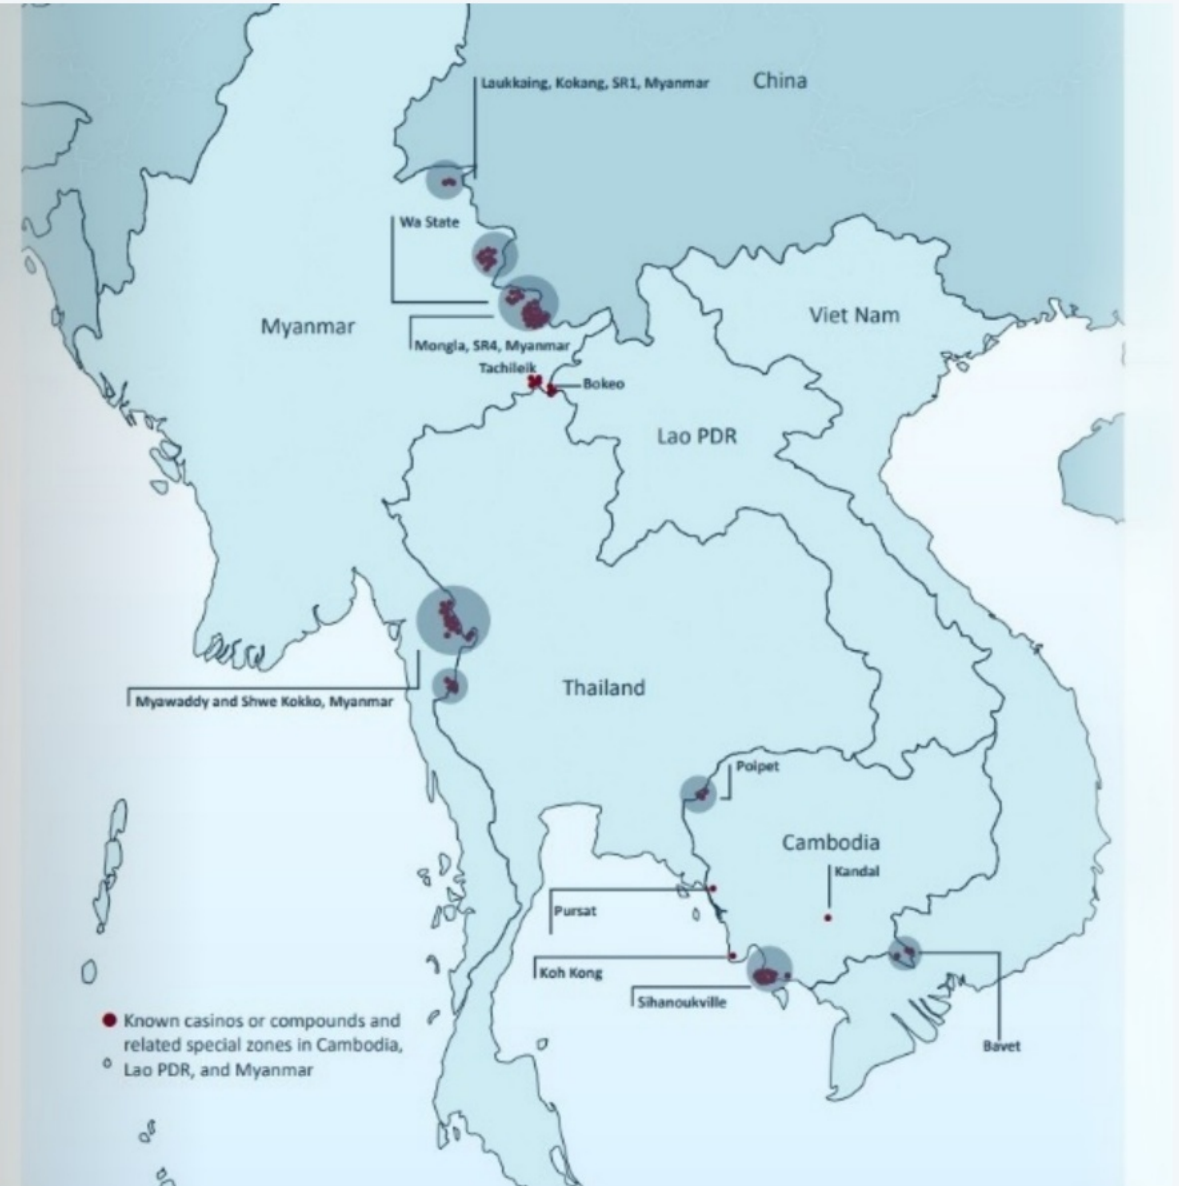 Laukkaing, Kokang, SR1, Myanmar
China
Wa State
Myanmar
Viet Nam
Mongla, SR4, Myanmar
Tachileik
Bokeo
Lao PDR
Thailand
Myawaddy and Shwe Kokko, Myanmar
Poipet
Cambodia
Kandal
Pursat
Koh Kong
Sihanoukville
Bavet
Known casinos or compounds and
related special zones in Cambodia,
Lao PDR, and Myanmar